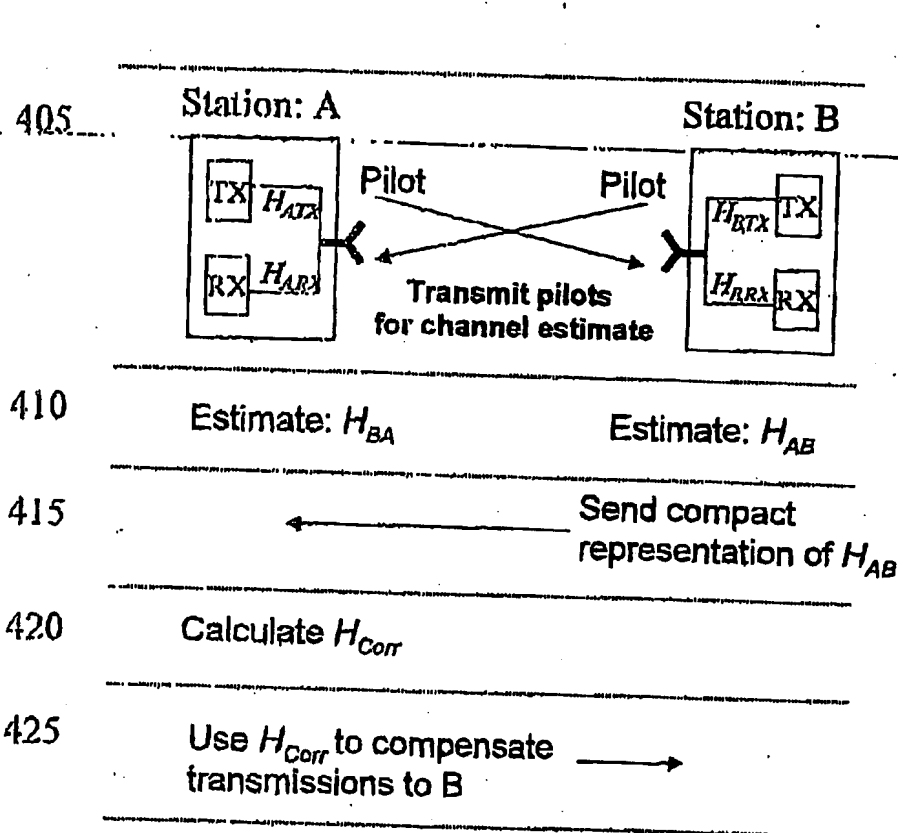 405
Station: A
Station: B
TX
H_ATX
RX
H_ARX
Pilot
Pilot
Transmit pilots
for channel estimate
H_BTX
TX
H_BRX
RX
410
Estimate: H_BA
Estimate: H_AB
415
Send compact
representation of H_AB
420
Calculate H_Corr
425
Use H_Corr to compensate
transmissions to B